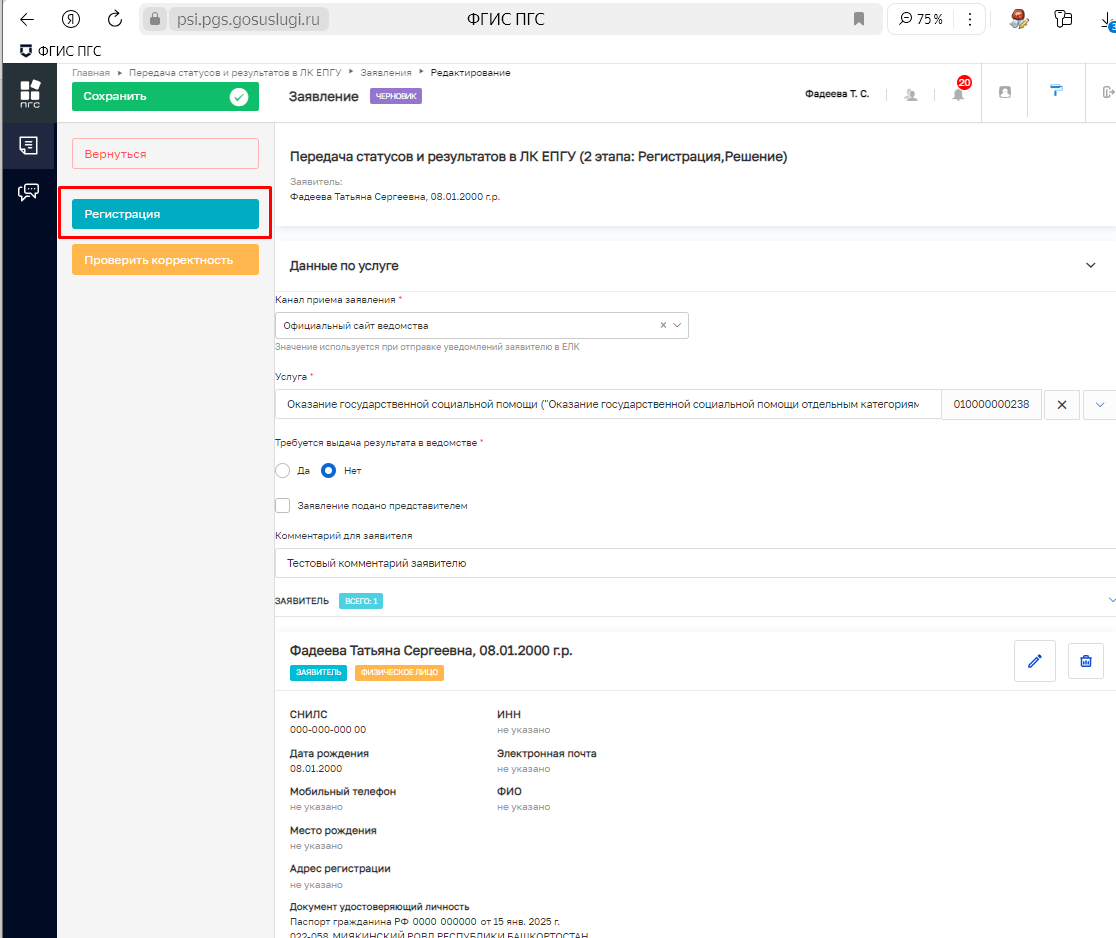 psi.pgs.gosuslugi.ru
ФГИС ПГС
75%
ФГИС ПГС
ПГС
Главная ▸ Передача статусов и результатов в ЛК ЕПГУ ▸ Заявления ▸ Редактирование
Сохранить
Заявление ЧЕРНОВИК
Фадеева Т. С.
20
Вернуться
Регистрация
Проверить корректность
Передача статусов и результатов в ЛК ЕПГУ (2 этапа: Регистрация,Решение)
Заявитель:
Фадеева Татьяна Сергеевна, 08.01.2000 г.р.
Данные по услуге
Канал приема заявления *
Официальный сайт ведомства
Значение используется при отправке уведомлений заявителю в ЕЛК
Услуга *
Оказание государственной социальной помощи ("Оказание государственной социальной помощи отдельным категориям 010000000238
Требуется выдача результата в ведомстве *
Да Нет
Заявление подано представителем
Комментарий для заявителя
Тестовый комментарий заявителю
ЗАЯВИТЕЛЬ ВСЕГО: 1
Фадеева Татьяна Сергеевна, 08.01.2000 г.р.
ЗАЯВИТЕЛЬ ФИЗИЧЕСКОЕ ЛИЦО
СНИЛС ИНН
000-000-000 00 не указано
Дата рождения Электронная почта
08.01.2000 не указано
Мобильный телефон ФИО
не указано не указано
Место рождения
не указано
Адрес регистрации
не указано
Документ удостоверяющий личность
Паспорт гражданина РФ 0000 000000 от 15 янв. 2025 г.
022-058, МИЯКИНСКИЙ РОВД РЕСПУБЛИКИ БАШКОРТОСТАН